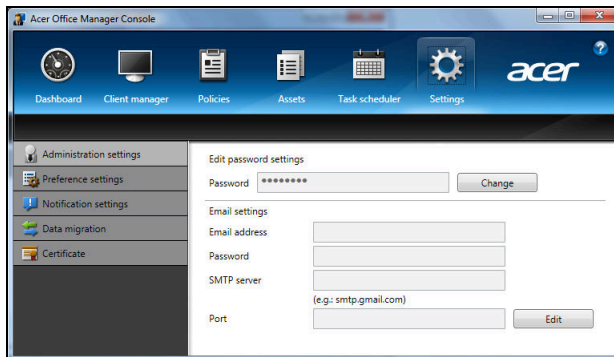 Acer Office Manager Console
?
acer
Dashboard Client manager Policies Assets Task scheduler Settings
Administration settings
Preference settings
Notification settings
Data migration
Certificate
Edit password settings
Password ******** Change
Email settings
Email address
Password
SMTP server
(e.g.: smtp.gmail.com)
Port Edit